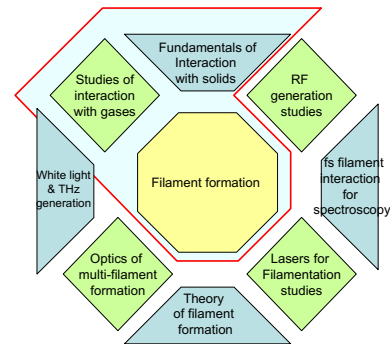 Fundamentals of
Interaction
with solids
Studies of
interaction
with gases
RF
generation
studies
White light
& THz
generation
Filament formation
fs filament
interaction
for
spectroscopy
Optics of
multi-filament
formation
Lasers for
Filamentation
studies
Theory
of filament
formation